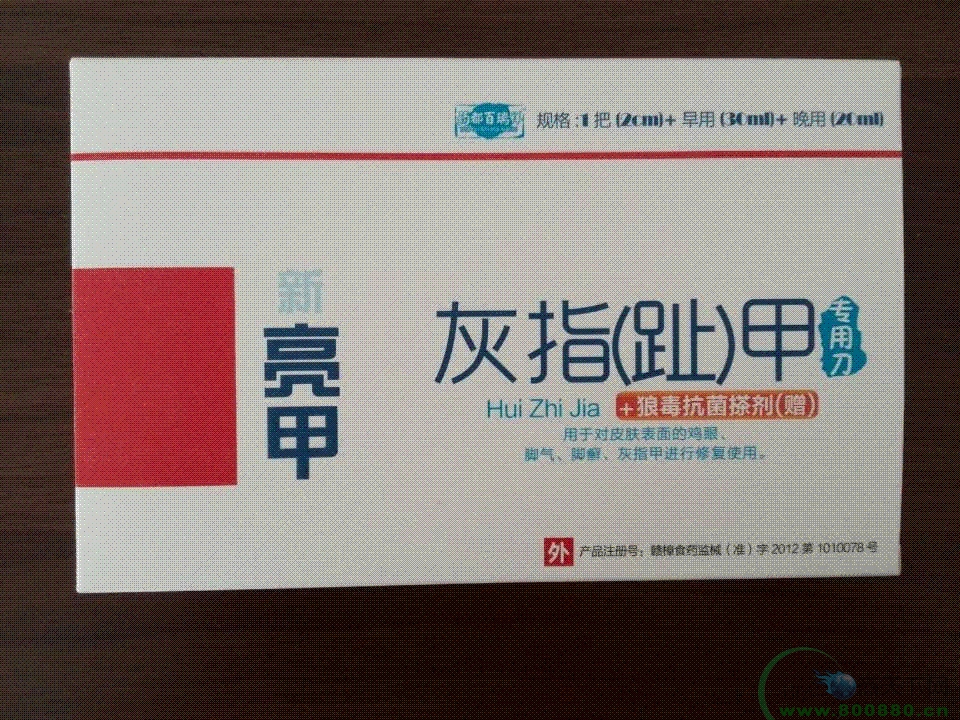 都百
规格:1把(2cm)+早用(30ml)+晚用(20ml)
新
亮甲
灰指(趾)甲
专用刀
Hui Zhi Jia
+狼毒抗菌搽剂(赠)
用于对皮肤表面的鸡眼、
脚气、脚癣、灰指甲进行修复使用。
外
产品注册号:赣樟食药监械(准)字2012第1010078号
www.800880.cn